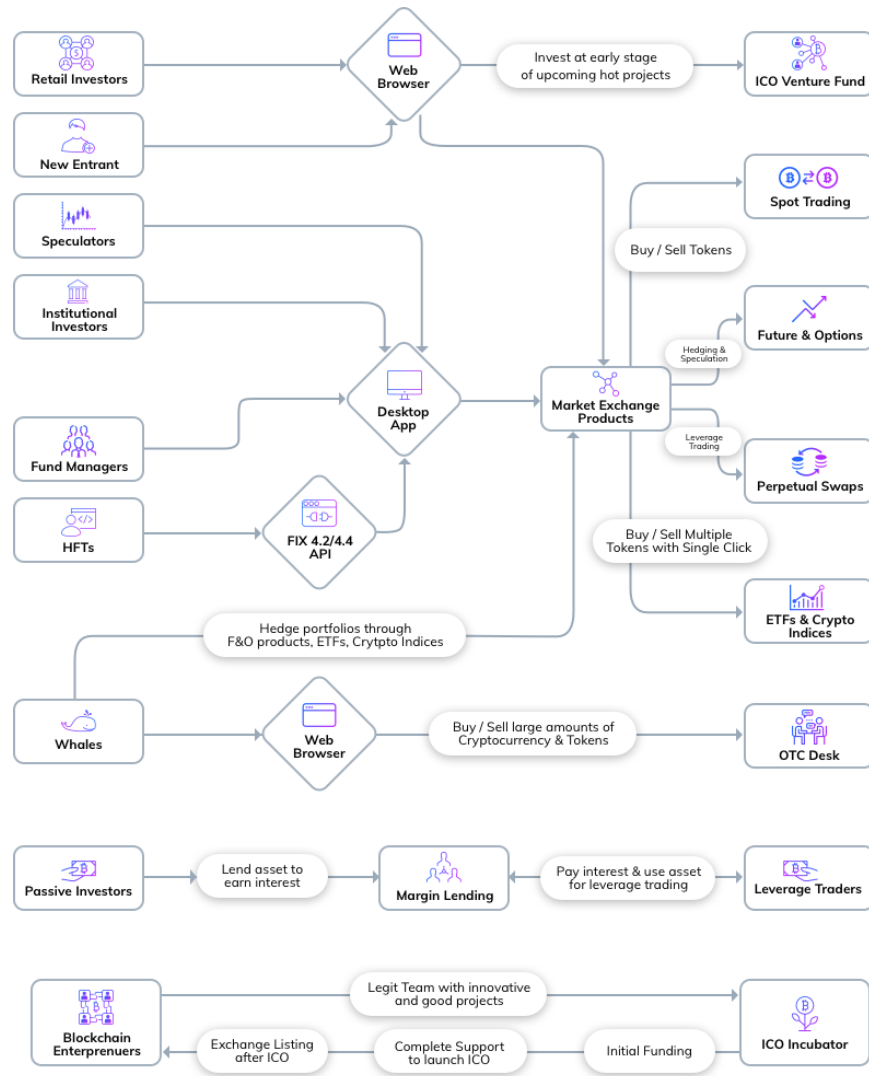 Retail Investors
Web
Browser
Invest at early stage
of upcoming hot projects
ICO Venture Fund
New Entrant
Spot Trading
Speculators
Buy / Sell Tokens
Institutional
Investors
Future & Options
Hedging &
Speculation
Desktop
App
Market Exchange
Products
Leverage
Trading
Fund Managers
Perpetual Swaps
HFTs
FIX 4.2/4.4
API
Buy / Sell Multiple
Tokens with Single Click
ETFs & Crypto
Indices
Hedge portfolios through
F&O products, ETFs, Crytpto Indices
Whales
Web
Browser
Buy / Sell large amounts of
Cryptocurrency & Tokens
OTC Desk
Passive Investors
Lend asset to
earn interest
Margin Lending
Pay interest & use asset
for leverage trading
Leverage Traders
Legit Team with innovative
and good projects
Blockchain
Enterprenuers
Exchange Listing
after ICO
Complete Support
to launch ICO
Initial Funding
ICO Incubator